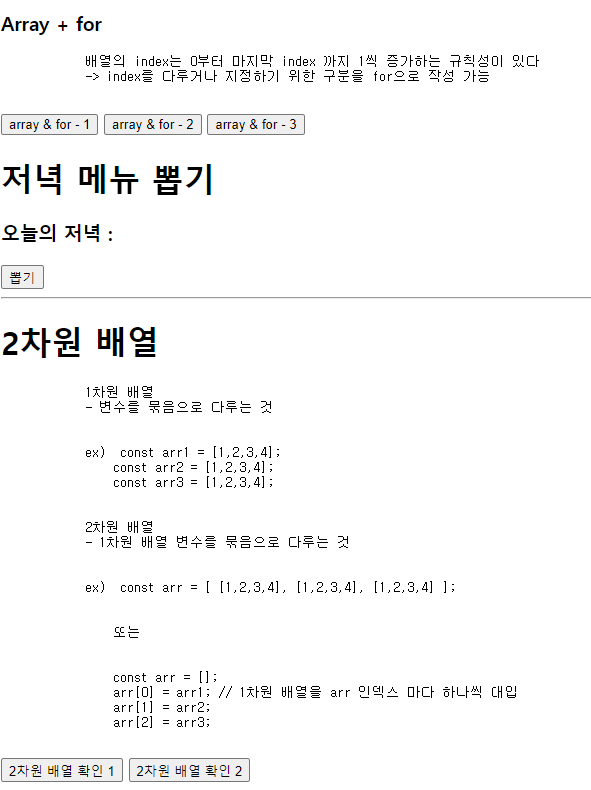 Array + for
배열의 index는 0부터 마지막 index 까지 1씩 증가하는 규칙성이 있다
-> index를 다루거나 지정하기 위한 구분을 for으로 작성 가능
array & for - 1 array & for - 2 array & for - 3
저녁 메뉴 뽑기
오늘의 저녁 :
뽑기
2차원 배열
1차원 배열
- 변수를 묶음으로 다루는 것
ex) const arr1 = [1,2,3,4];
const arr2 = [1,2,3,4];
const arr3 = [1,2,3,4];
2차원 배열
- 1차원 배열 변수를 묶음으로 다루는 것
ex) const arr = [ [1,2,3,4], [1,2,3,4], [1,2,3,4] ];
또는
const arr = [];
arr[0] = arr1; // 1차원 배열을 arr 인덱스 마다 하나씩 대입
arr[1] = arr2;
arr[2] = arr3;
2차원 배열 확인 1 2차원 배열 확인 2